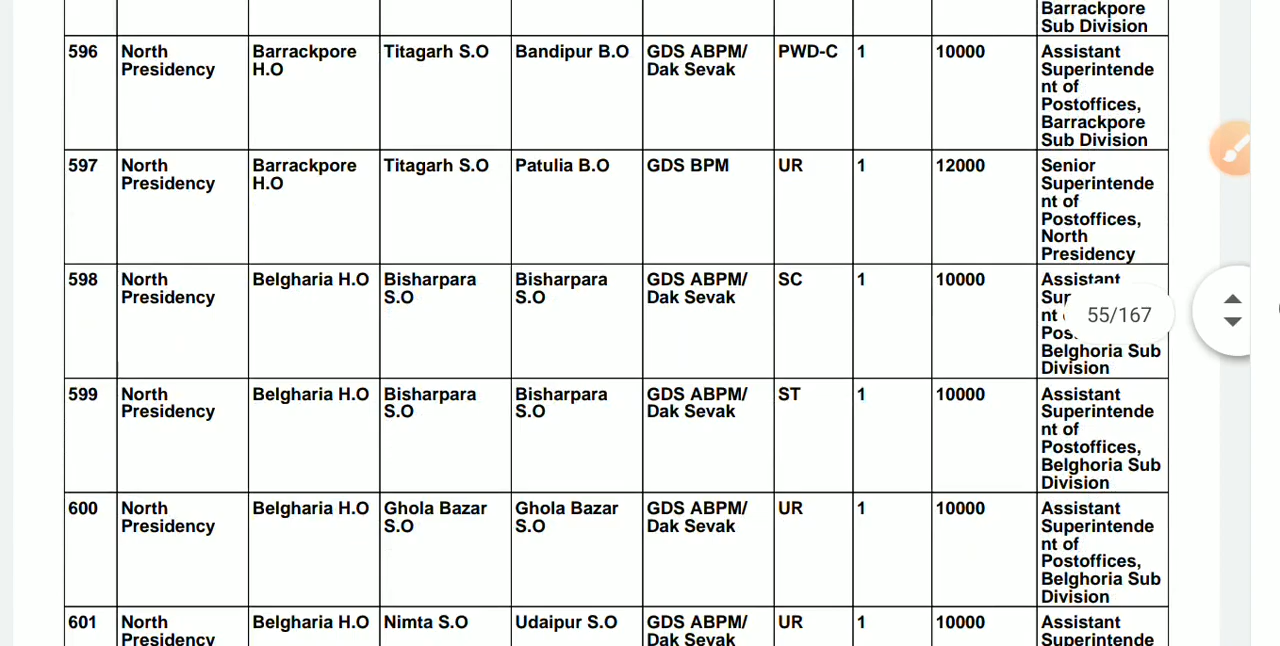 Barrackpore
Sub Division
596 North Barrackpore Titagarh S.O Bandipur B.O GDS ABPM/ PWD-C 1 10000 Assistant
Presidency H.O Dak Sevak Superintende
nt of
Postoffices,
Barrackpore
Sub Division
597 North Barrackpore Titagarh S.O Patulia B.O GDS BPM UR 1 12000 Senior
Presidency H.O Superintende
nt of
Postoffices,
North
Presidency
598 North Belgharia H.O Bisharpara Bisharpara GDS ABPM/ SC 1 10000 Assistant
Presidency S.O S.O Dak Sevak
nt
55/167
Belghoria Sub
Division
599 North Belgharia H.O Bisharpara Bisharpara GDS ABPM/ ST 1 10000 Assistant
Presidency S.O S.O Dak Sevak Superintende
nt of
Postoffices,
Belghoria Sub
Division
600 North Belgharia H.O Ghola Bazar Ghola Bazar GDS ABPM/ UR 1 10000 Assistant
Presidency S.O S.O Dak Sevak Superintende
nt of
Postoffices,
Belghoria Sub
Division
601 North Belgharia H.O Nimta S.O Udaipur S.O GDS ABPM/ UR 1 10000 Assistant
Presidency Dak Sevak Superintende